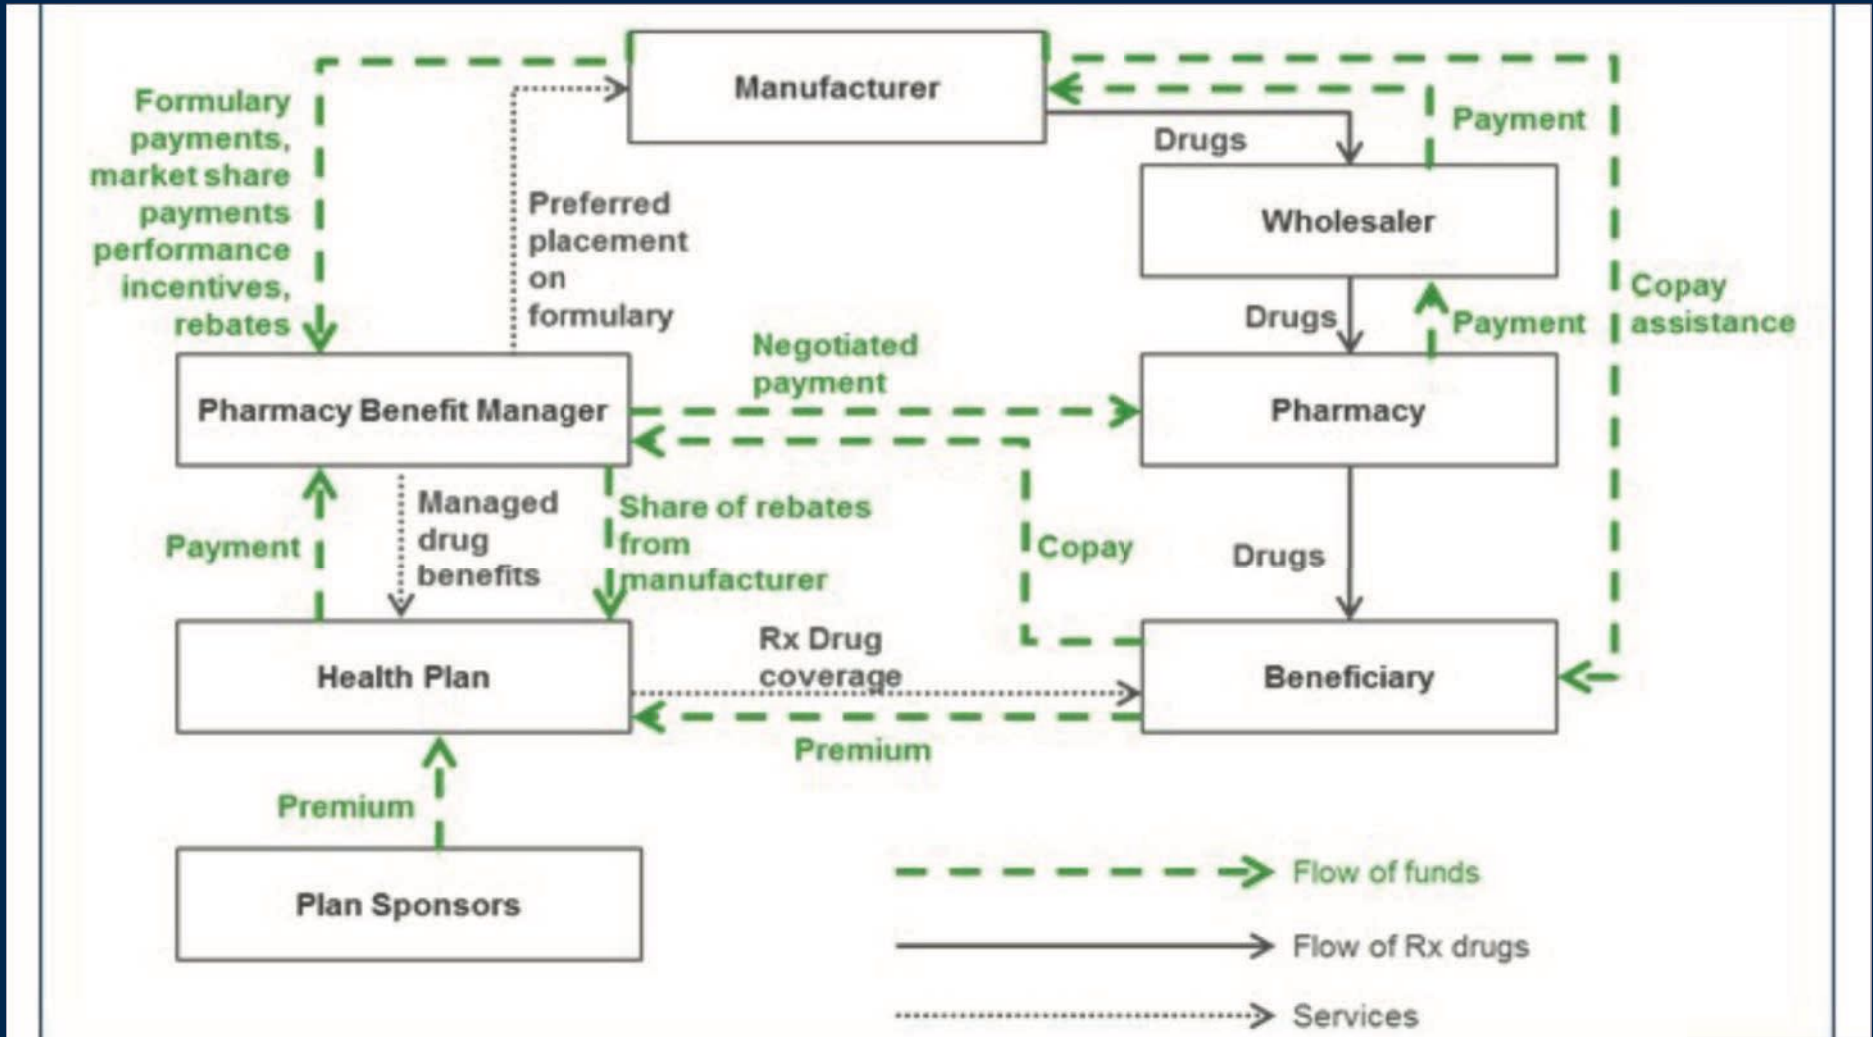 Manufacturer
Formulary
payments,
market share
payments
performance
incentives,
rebates
Preferred
placement
on
formulary
Drugs
Payment
Wholesaler
Copay
assistance
Drugs
Payment
Negotiated
payment
Pharmacy Benefit Manager
Pharmacy
Payment
Managed
drug
benefits
Share of rebates
from
manufacturer
Copay
Drugs
Rx Drug
coverage
Health Plan
Beneficiary
Premium
Premium
Plan Sponsors
Flow of funds
Flow of Rx drugs
Services